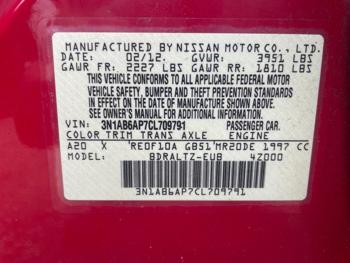 MANUFACTURED BY NISSAN MOTOR CO., LTD.
DATE: 02/12. GVWR: 3951 LBS
GAWR FR: 2227 LBS GAWR RR: 1810 LBS
THIS VEHICLE CONFORMS TO ALL APPLICABLE FEDERAL MOTOR
VEHICLE SAFETY, BUMPER AND THEFT PREVENTION STANDARDS
IN EFFECT ON THE DATE OF MANUFACTURE SHOWN ABOVE.
SEE OWNER'S MANUAL FOR ADDITIONAL INFORMATION
VIN: 3N1AB6AP7CL709791 PASSENGER CAR.
COLOR TRIM TRANS AXLE ENGINE
A20 X RE0F10A GB51 MR20DE 1997 CC
MODEL: BDRALTZ-EUB 4Z000
3N1AB6AP7CL709791